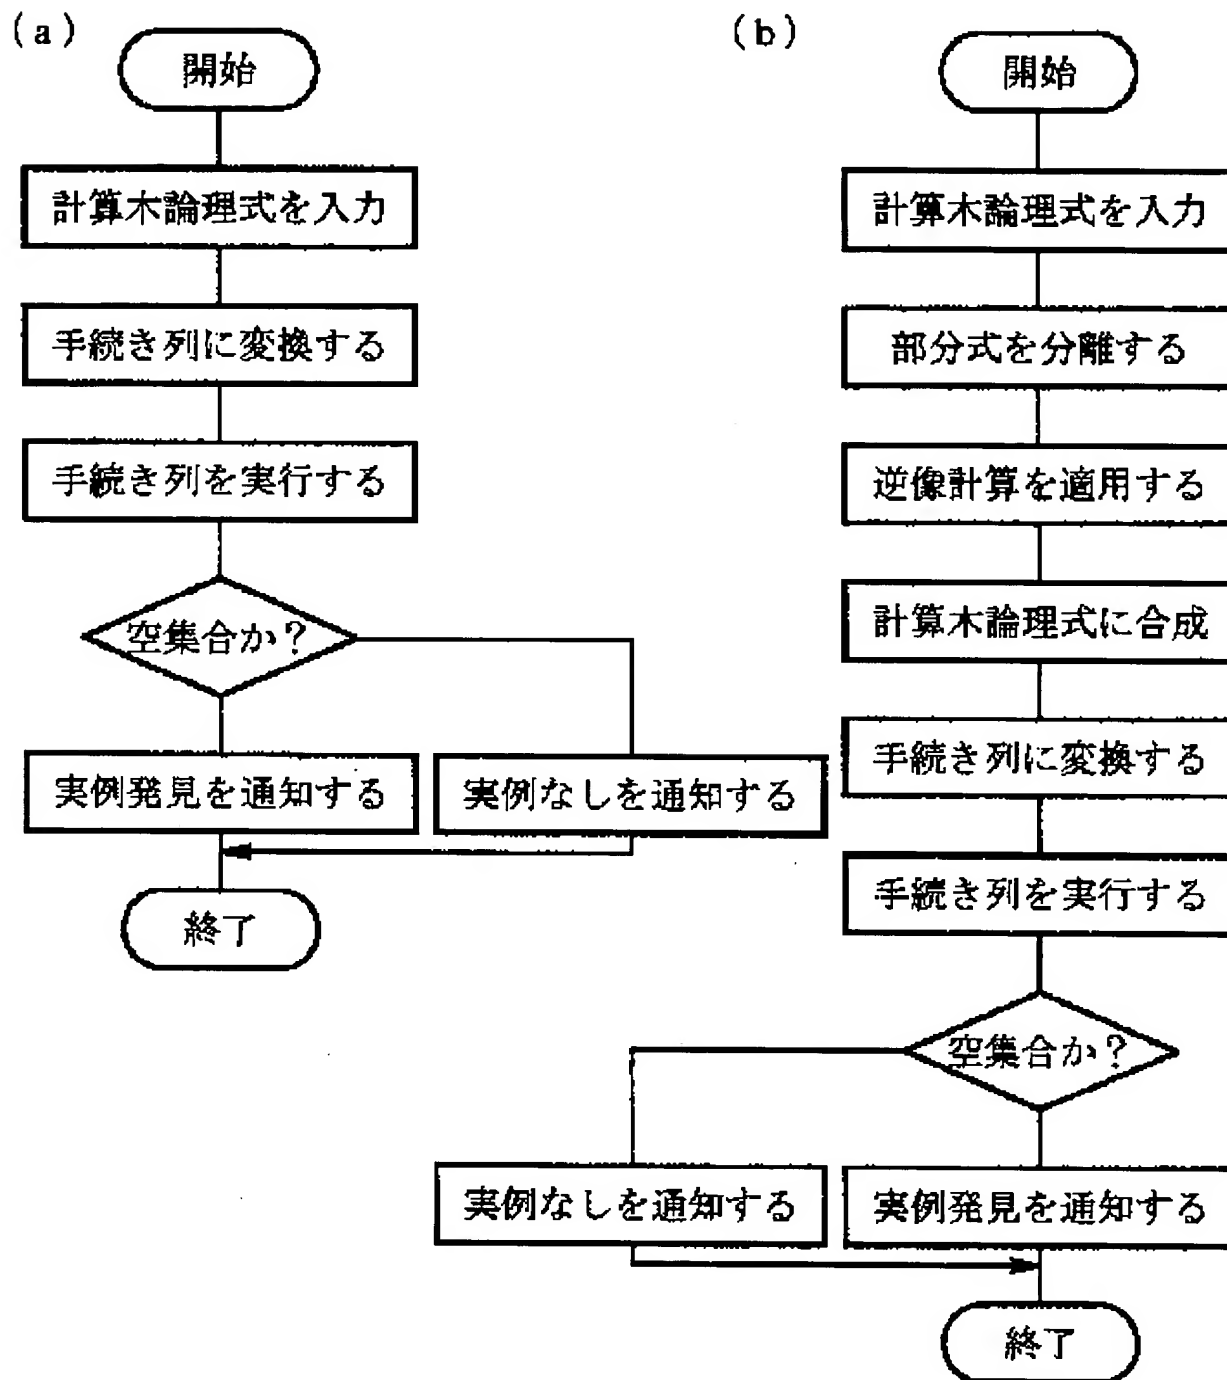 (a)
開始
計算木論理式を入力
手続き列に変換する
手続き列を実行する
空集合か?
実例発見を通知する
実例なしを通知する
終了
(b)
開始
計算木論理式を入力
部分式を分離する
逆像計算を適用する
計算木論理式に合成
手続き列に変換する
手続き列を実行する
空集合か?
実例なしを通知する
実例発見を通知する
終了